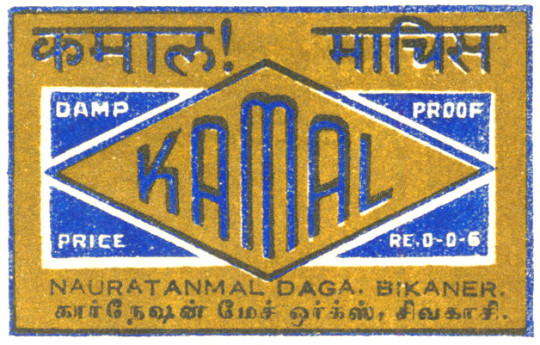 कमाल! माचिस
DAMP PROOF
KAMAL
PRICE RE.0-0-6
NAURATANMAL DAGA. BIKANER.
கார்நேஷன் மேச் ஒர்க்ஸ், சிவகாசி.